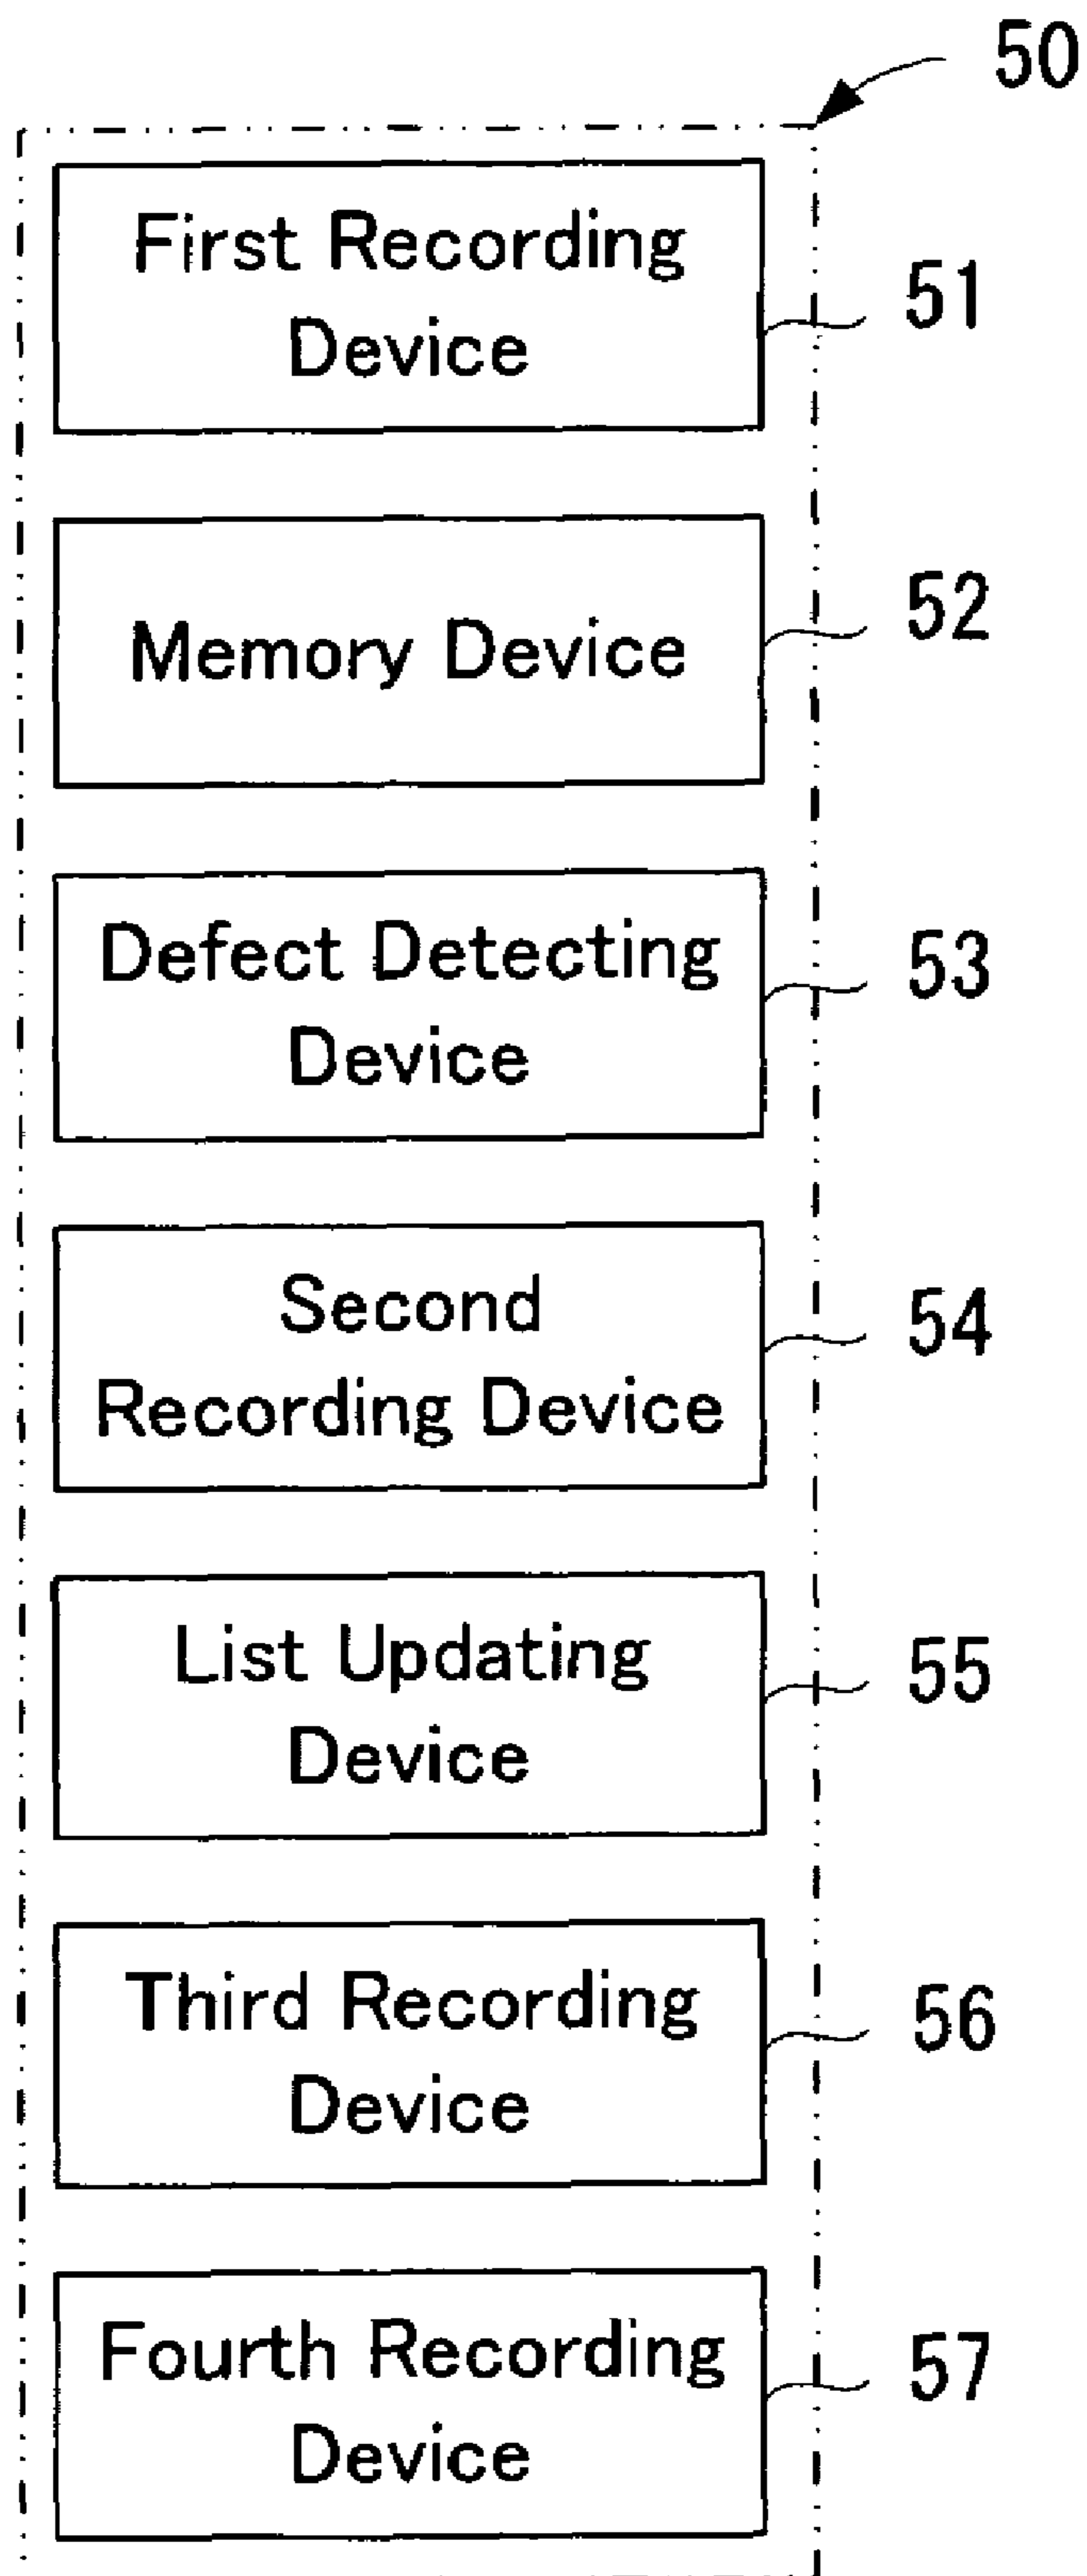 50
First Recording
Device
51
Memory Device
52
Defect Detecting
Device
53
Second
Recording Device
54
List Updating
Device
55
Third Recording
Device
56
Fourth Recording
Device
57